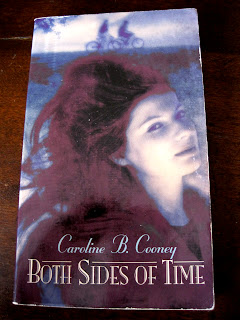 Caroline B. Cooney
BOTH SIDES OF TIME